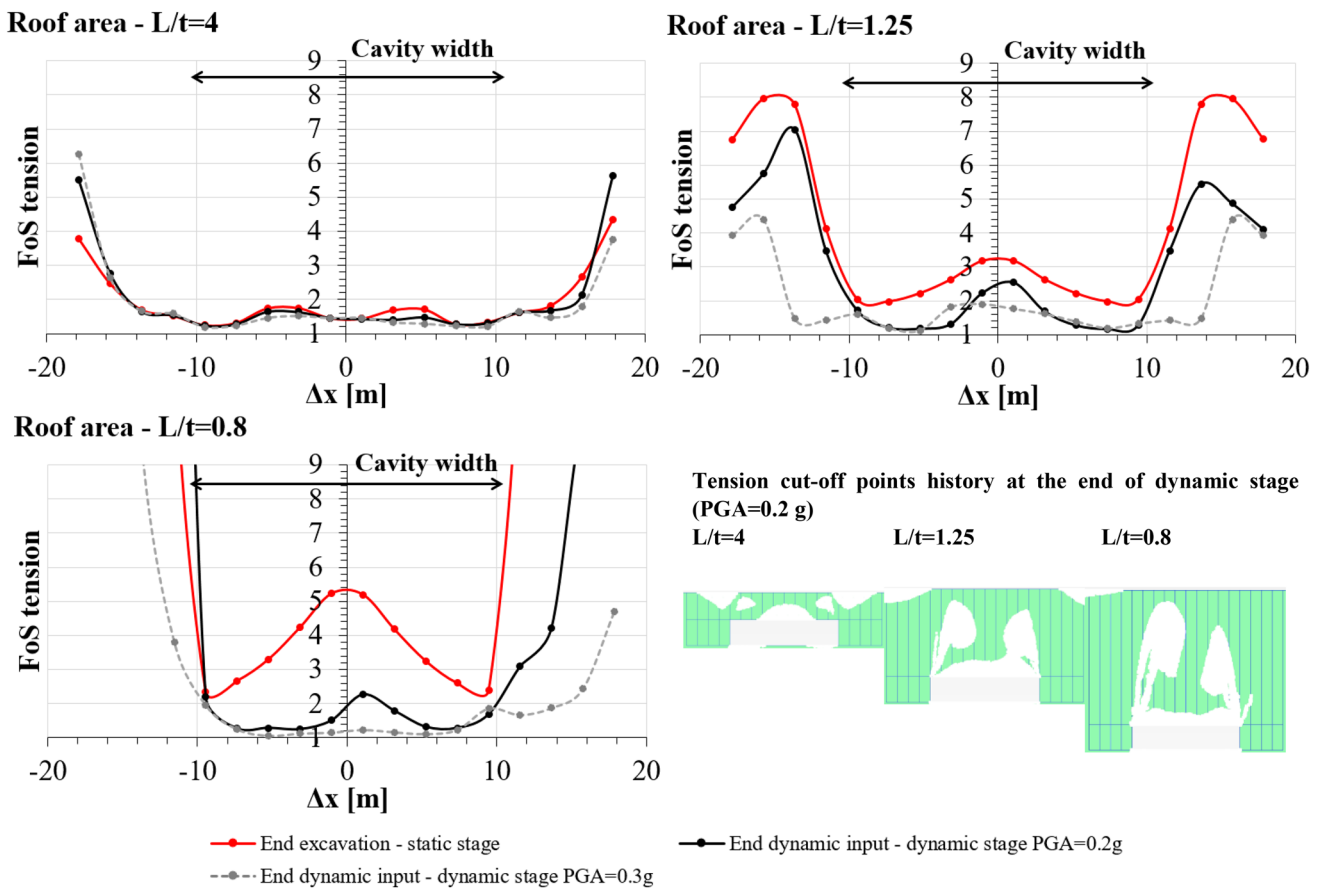 Roof area - L/t=4
Cavity width
9
8
7
6
5
4
3
2
1
FoS tension
-20
-10
0
10
20
Δx [m]
Roof area - L/t=1.25
Cavity width
9
8
7
6
5
4
3
2
1
FoS tension
-20
-10
0
10
20
Δx [m]
Roof area - L/t=0.8
Cavity width
9
8
7
6
5
4
3
2
1
FoS tension
-20
-10
0
10
20
Δx [m]
Tension cut-off points history at the end of dynamic stage
(PGA=0.2 g)
L/t=4 L/t=1.25 L/t=0.8
End excavation - static stage
End dynamic input - dynamic stage PGA=0.2g
End dynamic input - dynamic stage PGA=0.3g